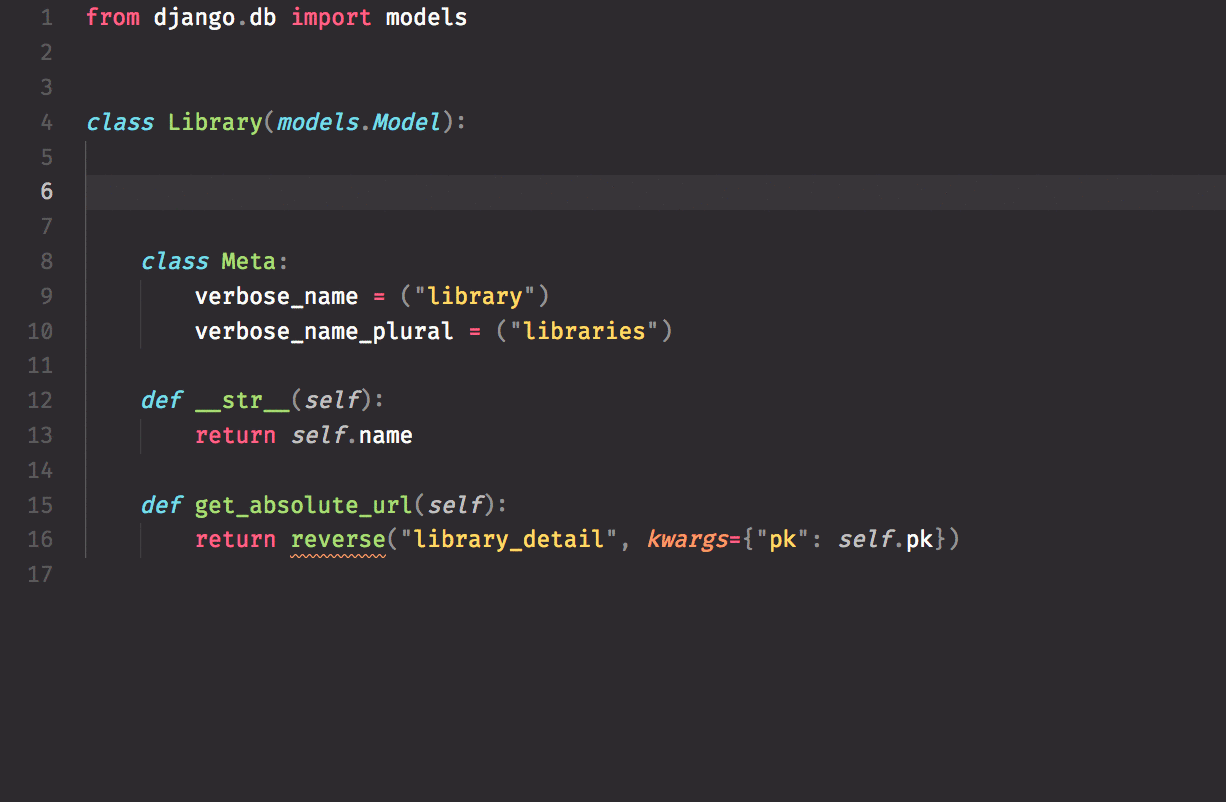 1 from django.db import models
2
3
4 class Library(models.Model):
5
6
7
8     class Meta:
9         verbose_name = ("library")
10         verbose_name_plural = ("libraries")
11
12     def __str__(self):
13         return self.name
14
15     def get_absolute_url(self):
16         return reverse("library_detail", kwargs={"pk": self.pk})
17